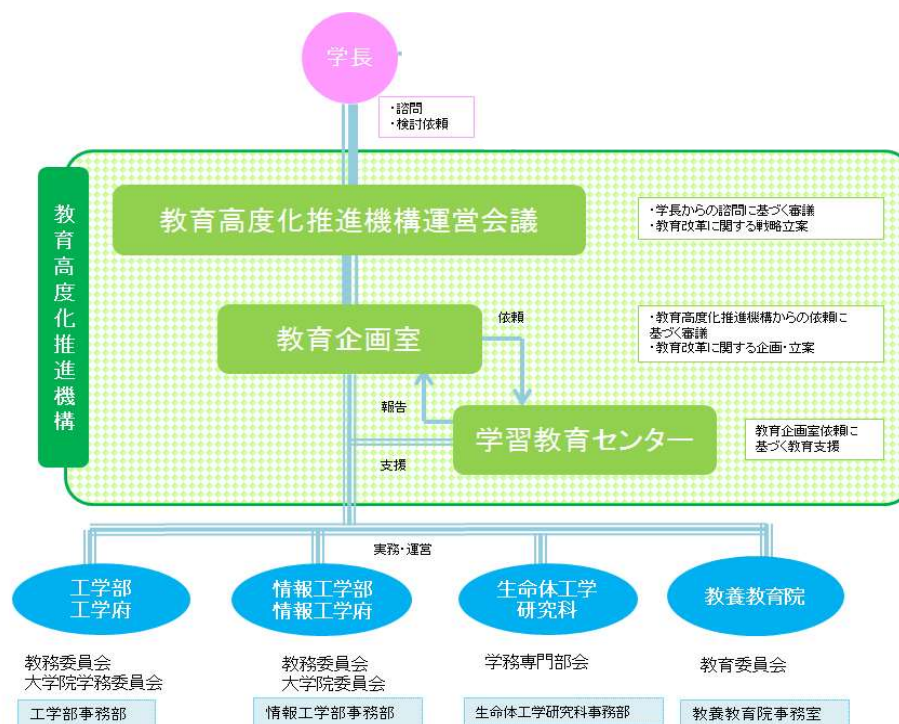 学長
・諮問
・検討依頼
教育高度化推進機構
教育高度化推進機構運営会議
・学長からの諮問に基づく審議
・教育改革に関する戦略立案
教育企画室
依頼
・教育高度化推進機構からの依頼に
基づく審議
・教育改革に関する企画・立案
報告
学習教育センター
教育企画室依頼に
基づく教育支援
支援
実務・運営
工学部
工学府
情報工学部
情報工学府
生命体工学
研究科
教養教育院
教務委員会
大学院学務委員会
教務委員会
大学院委員会
学務専門部会
教育委員会
工学部事務部
情報工学部事務部
生命体工学研究科事務部
教養教育院事務室